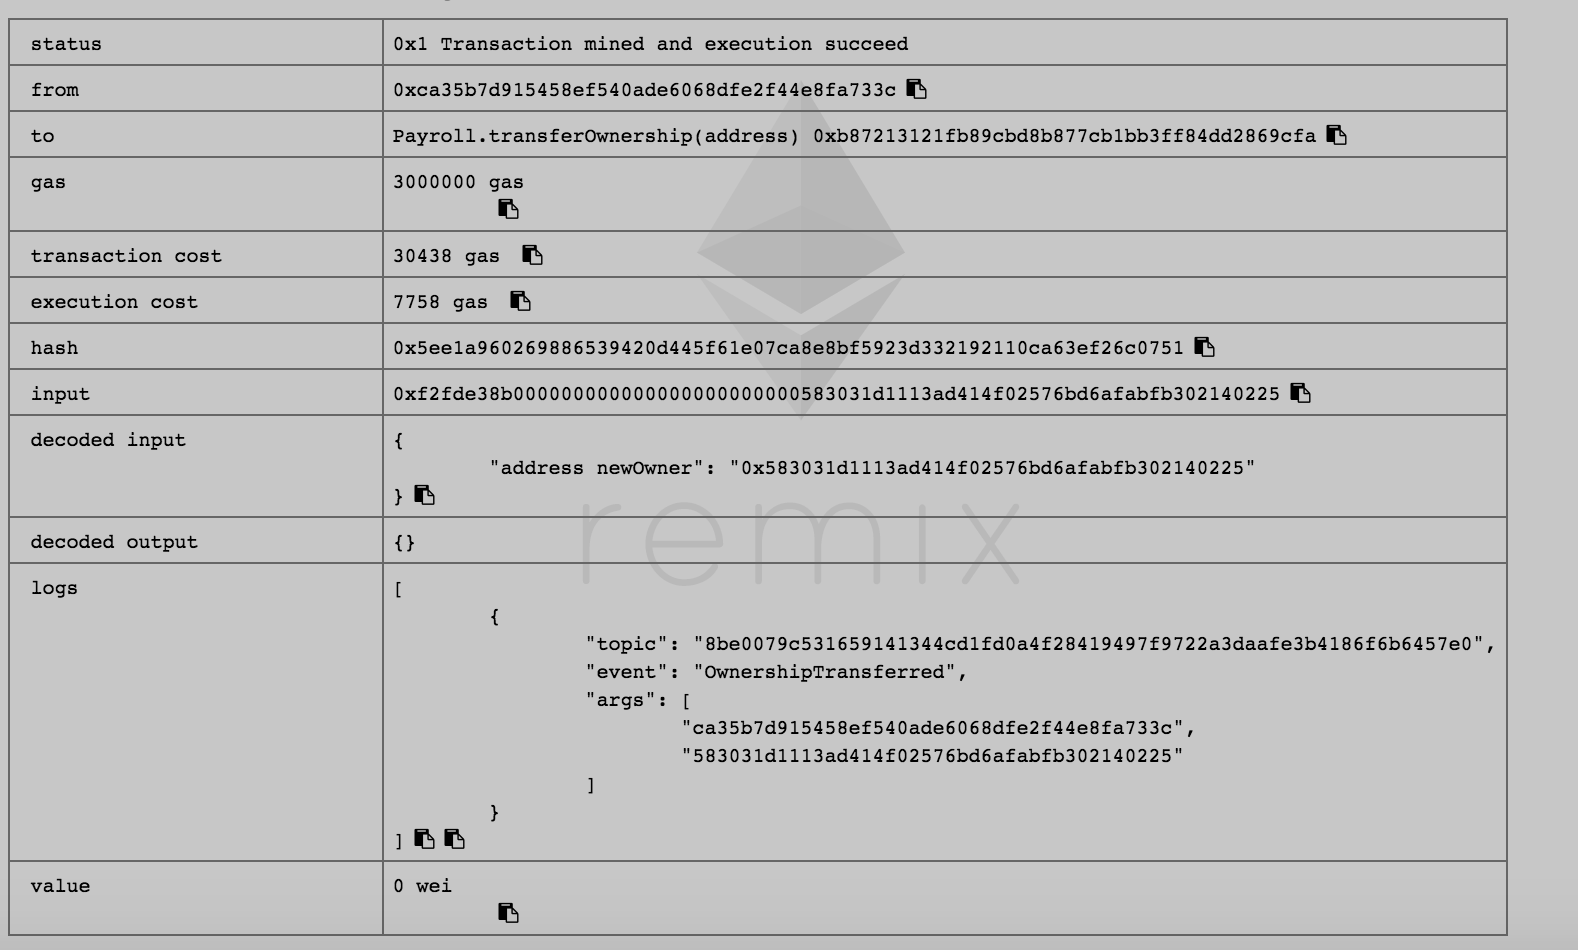 status 0x1 Transaction mined and execution succeed
from 0xca35b7d915458ef540ade6068dfe2f44e8fa733c
to Payroll.transferOwnership(address) 0xb87213121fb89cbd8b877cb1bb3ff84dd2869cfa
gas 3000000 gas
transaction cost 30438 gas
execution cost 7758 gas
hash 0x5ee1a960269886539420d445f61e07ca8e8bf5923d332192110ca63ef26c0751
input 0xf2fde38b000000000000000000000000583031d1113ad414f02576bd6afabfb302140225
decoded input {
"address newOwner": "0x583031d1113ad414f02576bd6afabfb302140225"
}
decoded output {}
logs [
{
"topic": "8be0079c531659141344cd1fd0a4f28419497f9722a3daafe3b4186f6b6457e0",
"event": "OwnershipTransferred",
"args": [
"ca35b7d915458ef540ade6068dfe2f44e8fa733c",
"583031d1113ad414f02576bd6afabfb302140225"
]
}
]
value 0 wei
remix